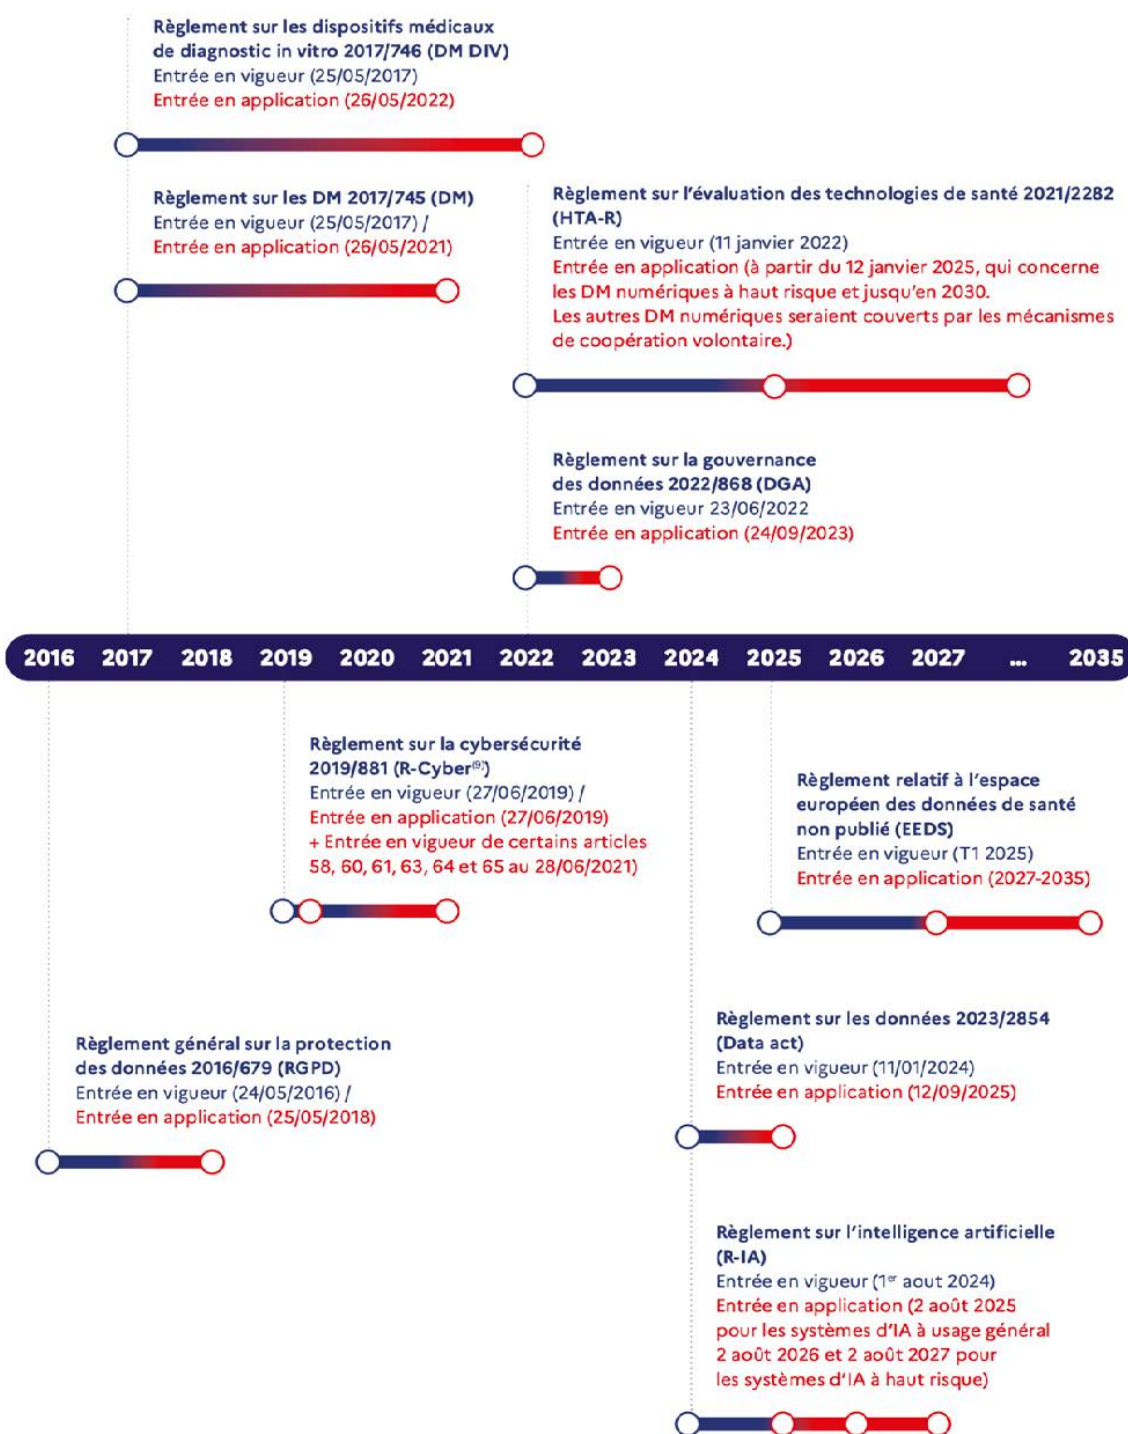 Règlement sur les dispositifs médicaux
de diagnostic in vitro 2017/746 (DM DIV)
Entrée en vigueur (25/05/2017)
Entrée en application (26/05/2022)
Règlement sur les DM 2017/745 (DM)
Entrée en vigueur (25/05/2017) /
Entrée en application (26/05/2021)
Règlement sur l'évaluation des technologies de santé 2021/2282
(HTA-R)
Entrée en vigueur (11 janvier 2022)
Entrée en application (à partir du 12 janvier 2025, qui concerne
les DM numériques à haut risque et jusqu'en 2030.
Les autres DM numériques seraient couverts par les mécanismes
de coopération volontaire.)
Règlement sur la gouvernance
des données 2022/868 (DGA)
Entrée en vigueur 23/06/2022
Entrée en application (24/09/2023)
2016 2017 2018 2019 2020 2021 2022 2023 2024 2025 2026 2027 ... 2035
Règlement sur la cybersécurité
2019/881 (R-Cyber⁽⁹⁾)
Entrée en vigueur (27/06/2019) /
Entrée en application (27/06/2019)
+ Entrée en vigueur de certains articles
58, 60, 61, 63, 64 et 65 au 28/06/2021)
Règlement relatif à l'espace
européen des données de santé
non publié (EEDS)
Entrée en vigueur (T1 2025)
Entrée en application (2027-2035)
Règlement général sur la protection
des données 2016/679 (RGPD)
Entrée en vigueur (24/05/2016) /
Entrée en application (25/05/2018)
Règlement sur les données 2023/2854
(Data act)
Entrée en vigueur (11/01/2024)
Entrée en application (12/09/2025)
Règlement sur l'intelligence artificielle
(R-IA)
Entrée en vigueur (1er aout 2024)
Entrée en application (2 août 2025
pour les systèmes d'IA à usage général
2 août 2026 et 2 août 2027 pour
les systèmes d'IA à haut risque)